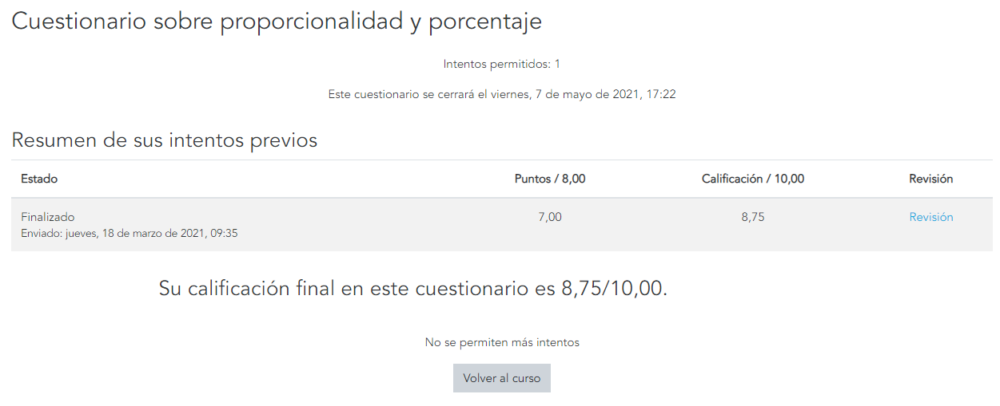 Cuestionario sobre proporcionalidad y porcentaje
Intentos permitidos: 1
Este cuestionario se cerrará el viernes, 7 de mayo de 2021, 17:22
Resumen de sus intentos previos
Estado Puntos / 8,00 Calificación / 10,00 Revisión
Finalizado 7,00 8,75 Revisión
Enviado: jueves, 18 de marzo de 2021, 09:35
Su calificación final en este cuestionario es 8,75/10,00.
No se permiten más intentos
Volver al curso